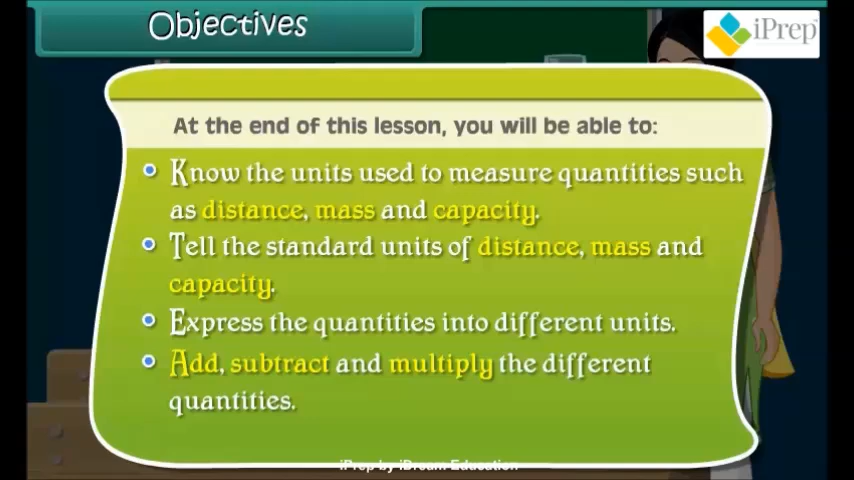 Objectives
iPrep
At the end of this lesson, you will be able to:
Know the units used to measure quantities such
as distance, mass and capacity.
Tell the standard units of distance, mass and
capacity.
Express the quantities into different units.
Add, subtract and multiply the different
quantities.
iPrep by iDream Education